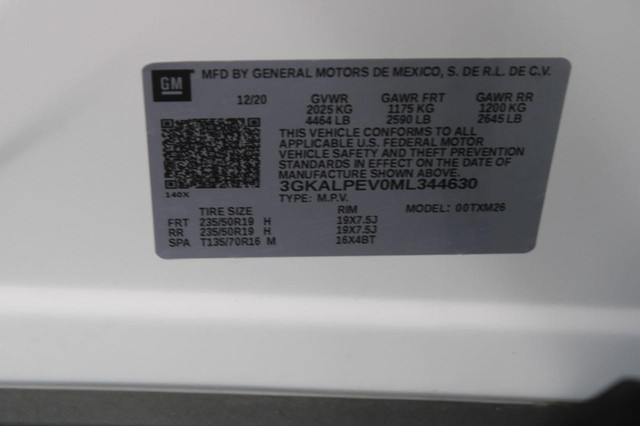 GM
MFD BY GENERAL MOTORS DE MEXICO, S. DE R.L. DE C.V.
12/20 GVWR GAWR FRT GAWR RR
2025 KG 1175 KG 1200 KG
4464 LB 2590 LB 2645 LB
THIS VEHICLE CONFORMS TO ALL
APPLICABLE U.S. FEDERAL MOTOR
VEHICLE SAFETY AND THEFT PREVENTION
STANDARDS IN EFFECT ON THE DATE OF
MANUFACTURE SHOWN ABOVE.
140X
3GKALPEV0ML344630
TYPE: M.P.V. MODEL: 00TXM26
TIRE SIZE RIM
FRT 235/50R19 H 19X7.5J
RR 235/50R19 H 19X7.5J
SPA T135/70R16 M 16X4BT